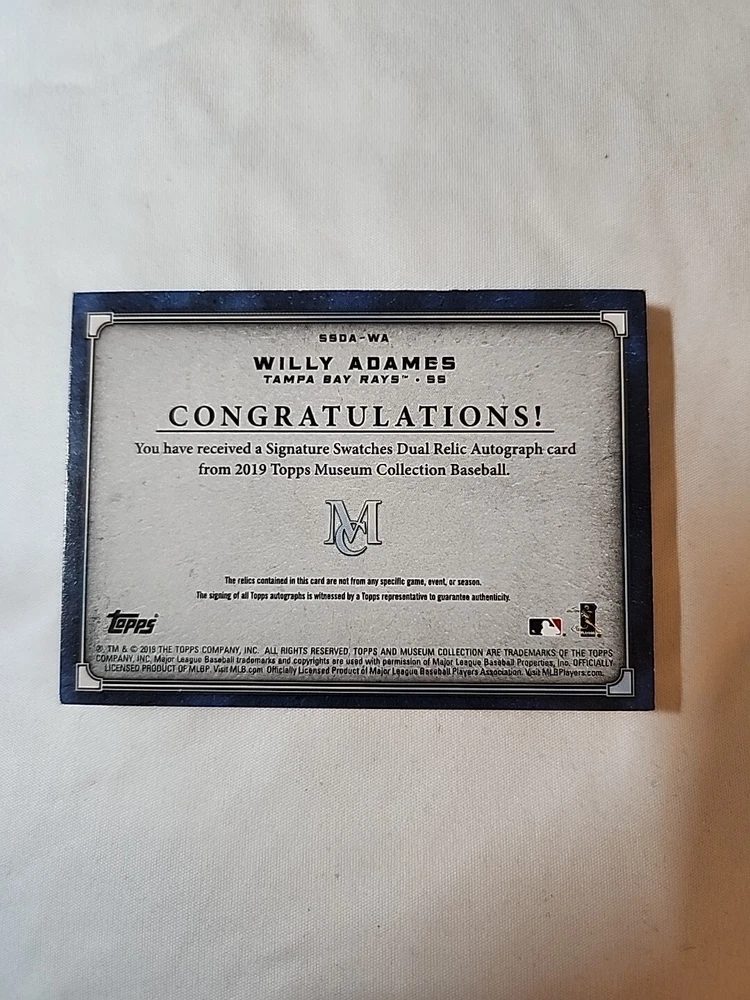 SSDA-WA
WILLY ADAMES
TAMPA BAY RAYS™ • SS
CONGRATULATIONS!
You have received a Signature Swatches Dual Relic Autograph card
from 2019 Topps Museum Collection Baseball.
MC
The relics contained in this card are not from any specific game, event, or season.
The signing of all Topps autographs is witnessed by a Topps representative to guarantee authenticity.
Topps®
®, TM & © 2019 THE TOPPS COMPANY, INC. ALL RIGHTS RESERVED. TOPPS AND MUSEUM COLLECTION ARE TRADEMARKS OF THE TOPPS
COMPANY, INC. Major League Baseball trademarks and copyrights are used with permission of Major League Baseball Properties, Inc. OFFICIALLY
LICENSED PRODUCT OF MLBP. Visit MLB.com Officially Licensed Product of Major League Baseball Players Association. Visit MLBPlayers.com.